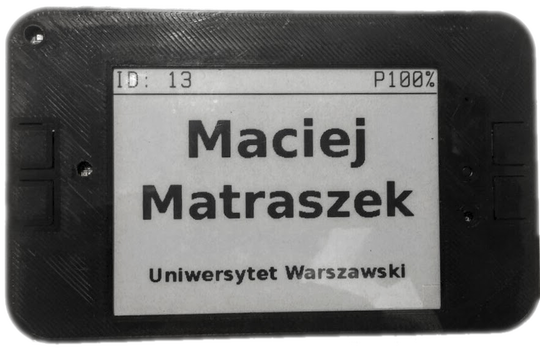 ID: 13 P100%
Maciej
Matraszek
Uniwersytet Warszawski